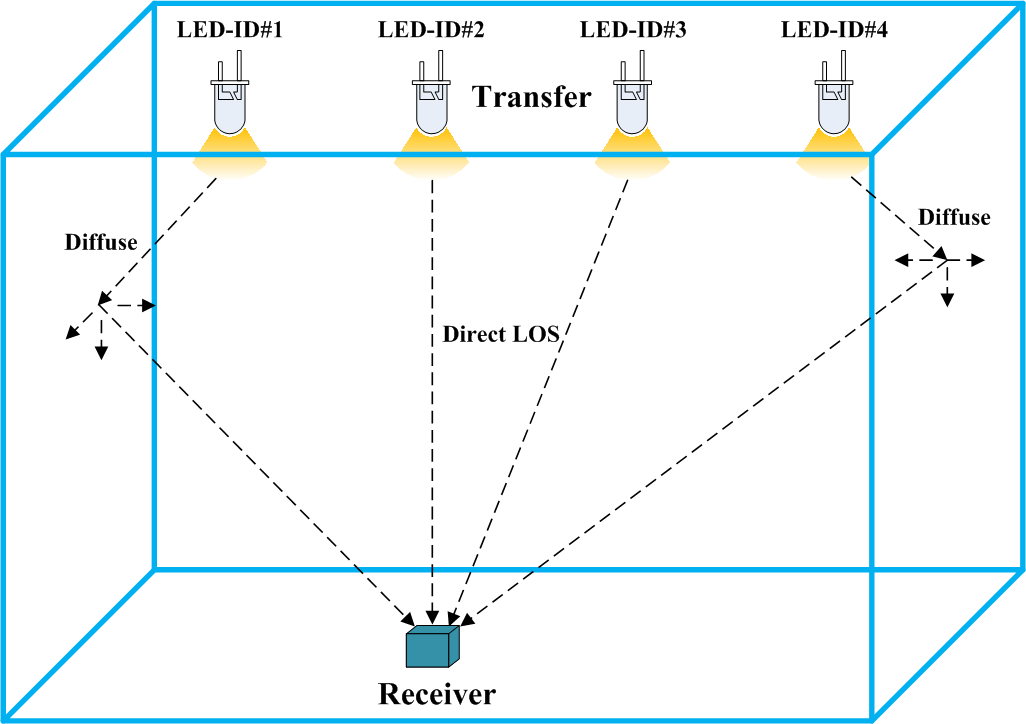 LED-ID#1
LED-ID#2
LED-ID#3
LED-ID#4
Transfer
Diffuse
Diffuse
Direct LOS
Receiver